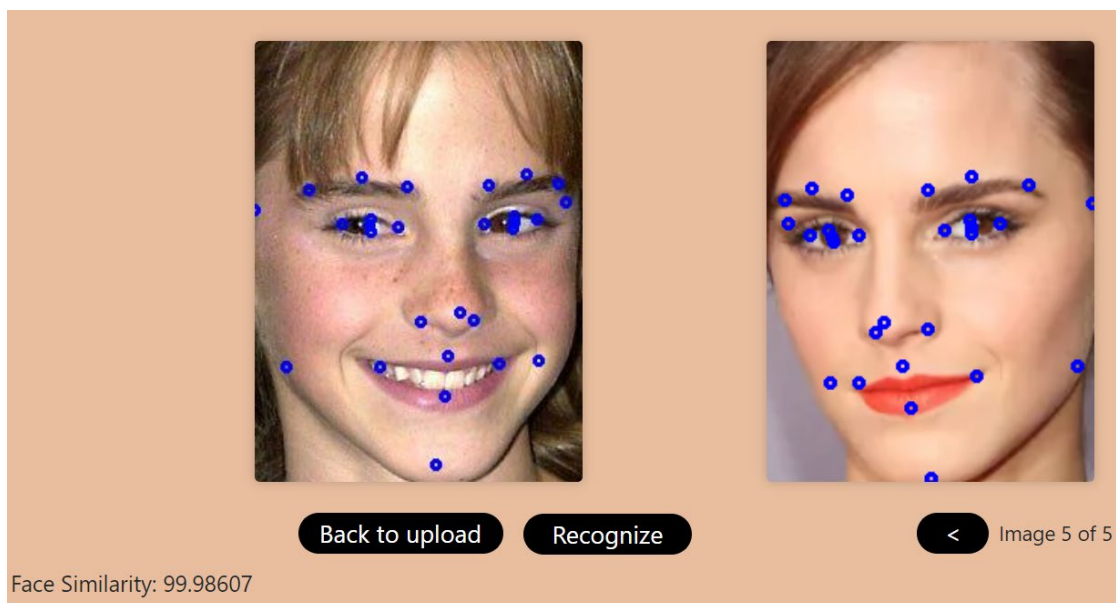 Back to upload
Recognize
<
Image 5 of 5
Face Similarity: 99.98607